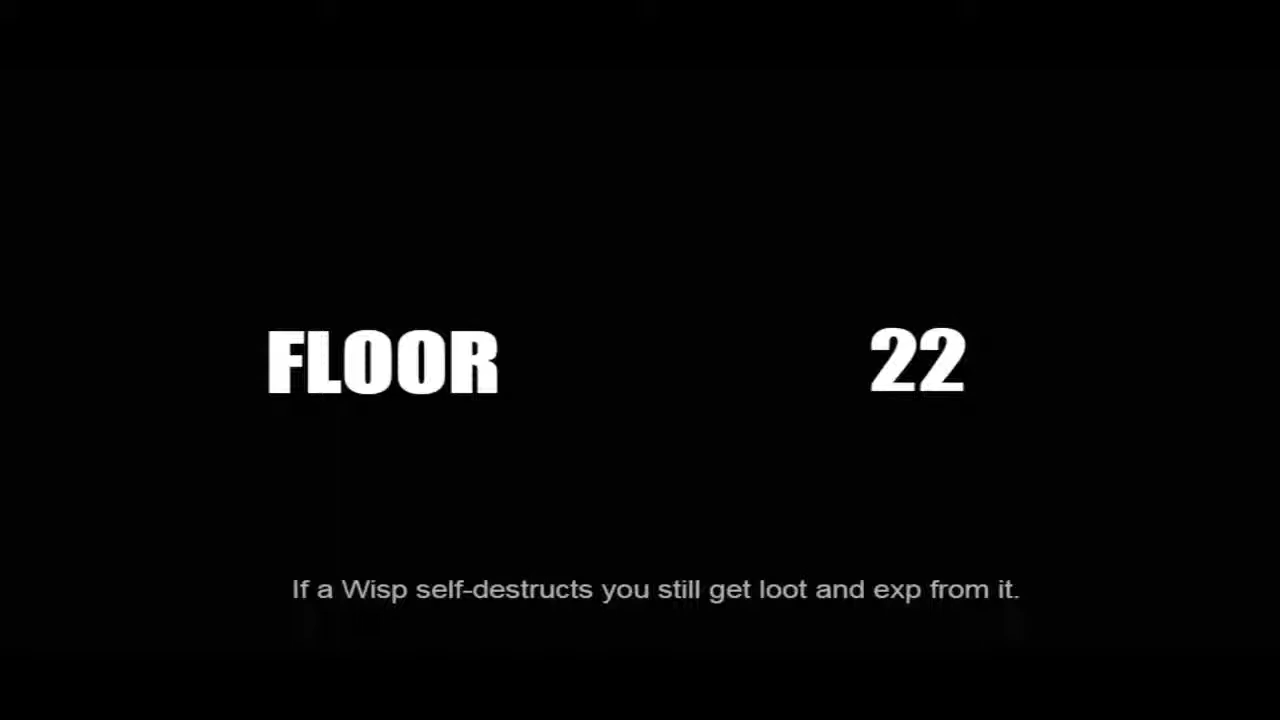 FLOOR 22
If a Wisp self-destructs you still get loot and exp from it.